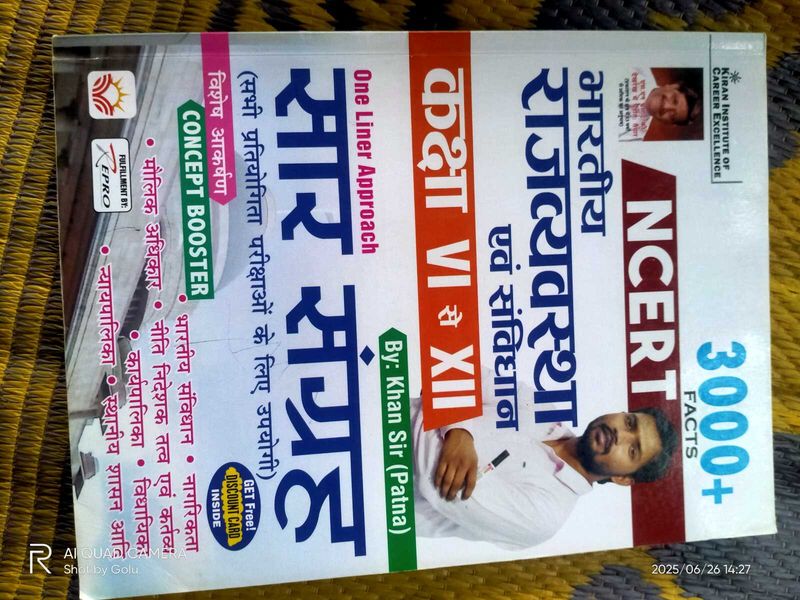 KIRAN INSTITUTE OF
CAREER EXCELLENCE
3000+
FACTS
NCERT
भारतीय
राजव्यवस्था
एवं संविधान
कक्षा VI से XII
By: Khan Sir (Patna)
One Liner Approach
सार संग्रह
(सभी प्रतियोगिता परीक्षाओं के लिए उपयोगी)
विशेष आकर्षण
CONCEPT BOOSTER
GET Free!
DISCOUNT CARD
INSIDE
• भारतीय संविधान • नागरिकता
• मौलिक अधिकार • नीति निदेशक तत्व एवं कर्तव्य
• कार्यपालिका • विधायिका
• न्यायपालिका • स्थानीय शासन आदि
FULFILLMENT BY:
REPRO
AI QUAD CAMERA
Shot by Golu
2025/06/26 14:27